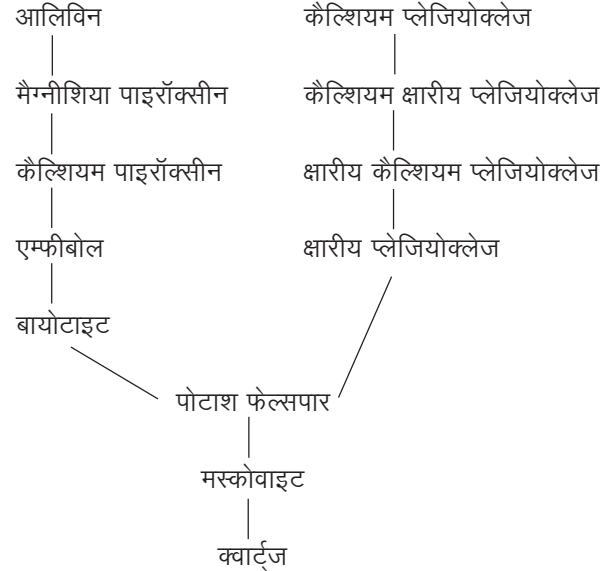 आलिविन
कैल्शियम प्लेजियोक्लेज
मैग्नीशिया पाइरॉक्सीन
कैल्शियम क्षारीय प्लेजियोक्लेज
कैल्शियम पाइरॉक्सीन
क्षारीय कैल्शियम प्लेजियोक्लेज
एम्फीबोल
क्षारीय प्लेजियोक्लेज
बायोटाइट
पोटाश फेल्सपार
मस्कोवाइट
क्वार्ट्ज